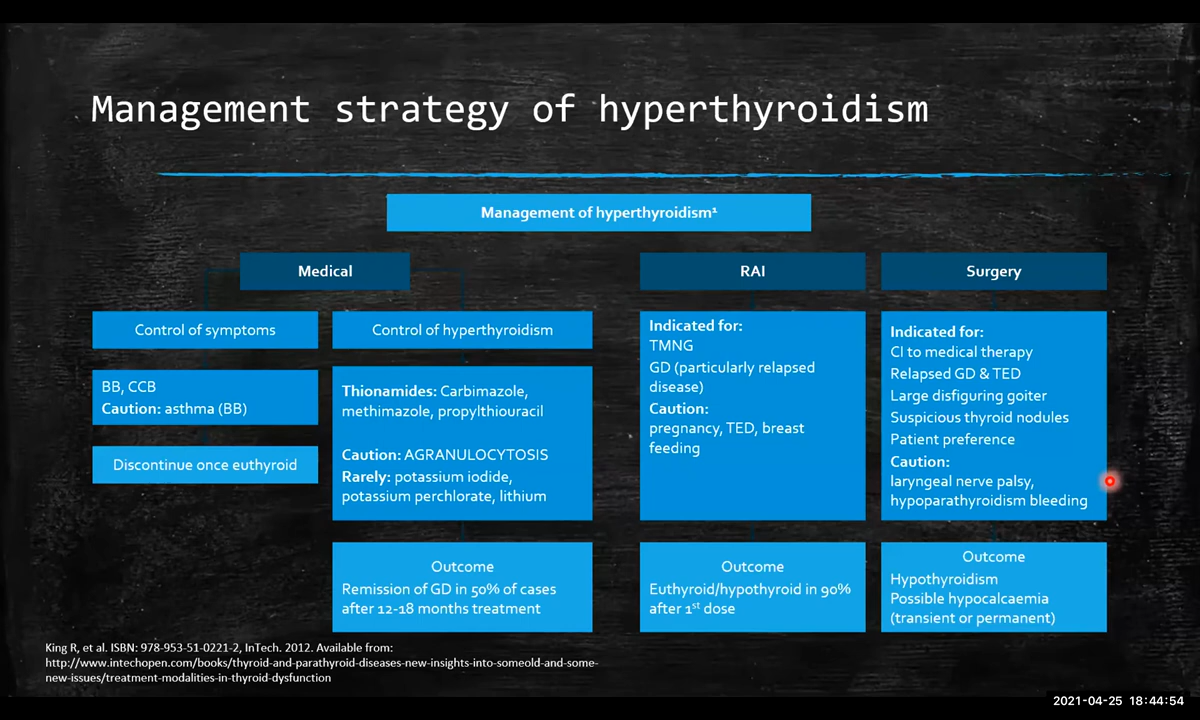 Management strategy of hyperthyroidism
Management of hyperthyroidism¹
Medical
Control of symptoms
BB, CCB
Caution: asthma (BB)
Discontinue once euthyroid
Control of hyperthyroidism
Thionamides: Carbimazole,
methimazole, propylthiouracil
Caution: AGRANULOCYTOSIS
Rarely: potassium iodide,
potassium perchlorate, lithium
Outcome
Remission of GD in 50% of cases
after 12-18 months treatment
RAI
Indicated for:
TMNG
GD (particularly relapsed
disease)
Caution:
pregnancy, TED, breast
feeding
Outcome
Euthyroid/hypothyroid in 90%
after 1st dose
Surgery
Indicated for:
CI to medical therapy
Relapsed GD & TED
Large disfiguring goiter
Suspicious thyroid nodules
Patient preference
Caution:
laryngeal nerve palsy,
hypoparathyroidism bleeding
Outcome
Hypothyroidism
Possible hypocalcaemia
(transient or permanent)
King R, et al. ISBN: 978-953-51-0221-2, InTech. 2012. Available from:
http://www.intechopen.com/books/thyroid-and-parathyroid-diseases-new-insights-into-someold-and-some-
new-issues/treatment-modalities-in-thyroid-dysfunction
2021-04-25 18:44:54